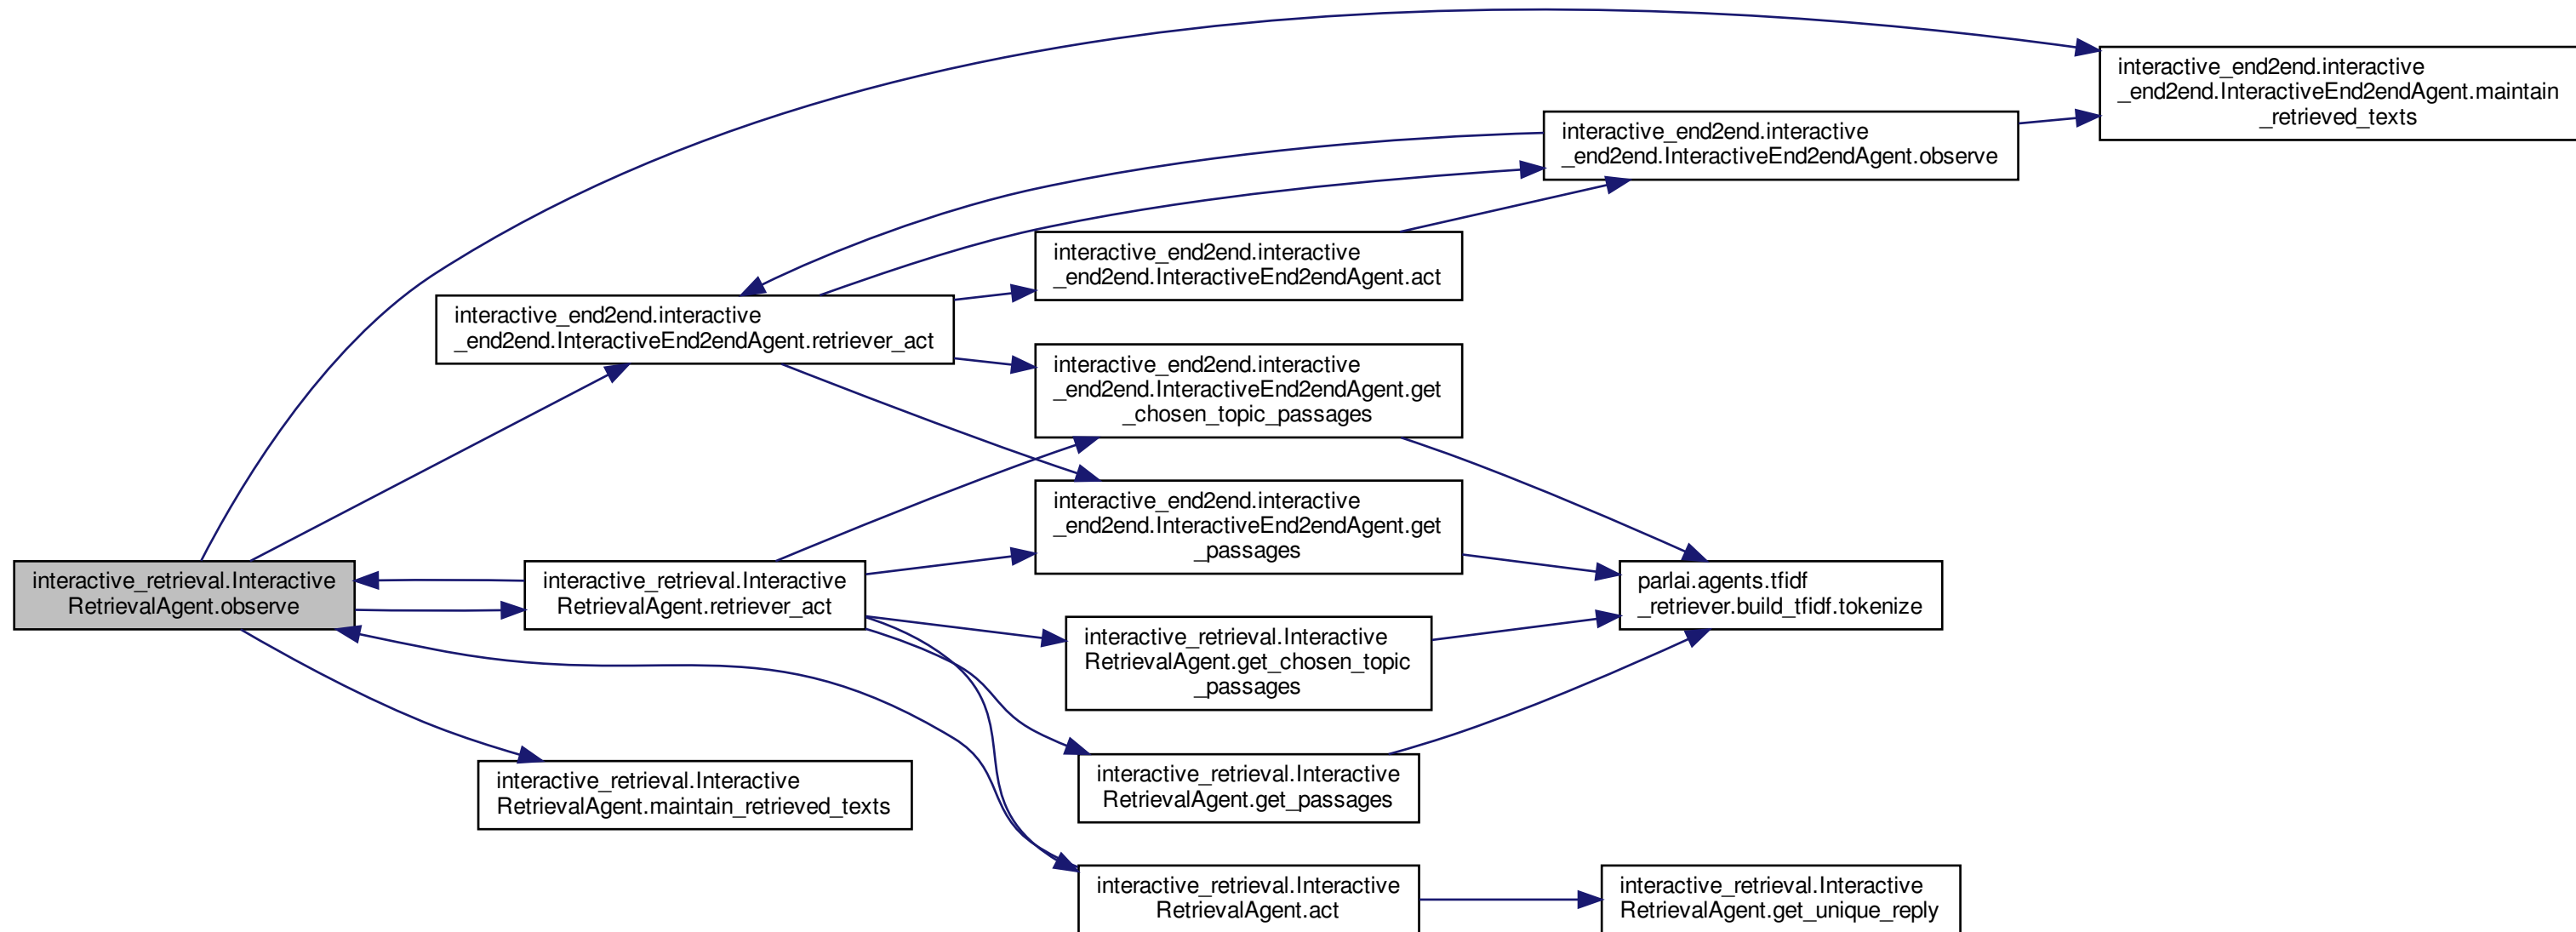 interactive_end2end.interactive
_end2end.InteractiveEnd2endAgent.maintain
_retrieved_texts
interactive_end2end.interactive
_end2end.InteractiveEnd2endAgent.observe
interactive_end2end.interactive
_end2end.InteractiveEnd2endAgent.act
interactive_end2end.interactive
_end2end.InteractiveEnd2endAgent.retriever_act
interactive_end2end.interactive
_end2end.InteractiveEnd2endAgent.get
_chosen_topic_passages
interactive_end2end.interactive
_end2end.InteractiveEnd2endAgent.get
_passages
interactive_retrieval.Interactive
RetrievalAgent.observe
interactive_retrieval.Interactive
RetrievalAgent.retriever_act
parlai.agents.tfidf
_retriever.build_tfidf.tokenize
interactive_retrieval.Interactive
RetrievalAgent.get_chosen_topic
_passages
interactive_retrieval.Interactive
RetrievalAgent.maintain_retrieved_texts
interactive_retrieval.Interactive
RetrievalAgent.get_passages
interactive_retrieval.Interactive
RetrievalAgent.act
interactive_retrieval.Interactive
RetrievalAgent.get_unique_reply